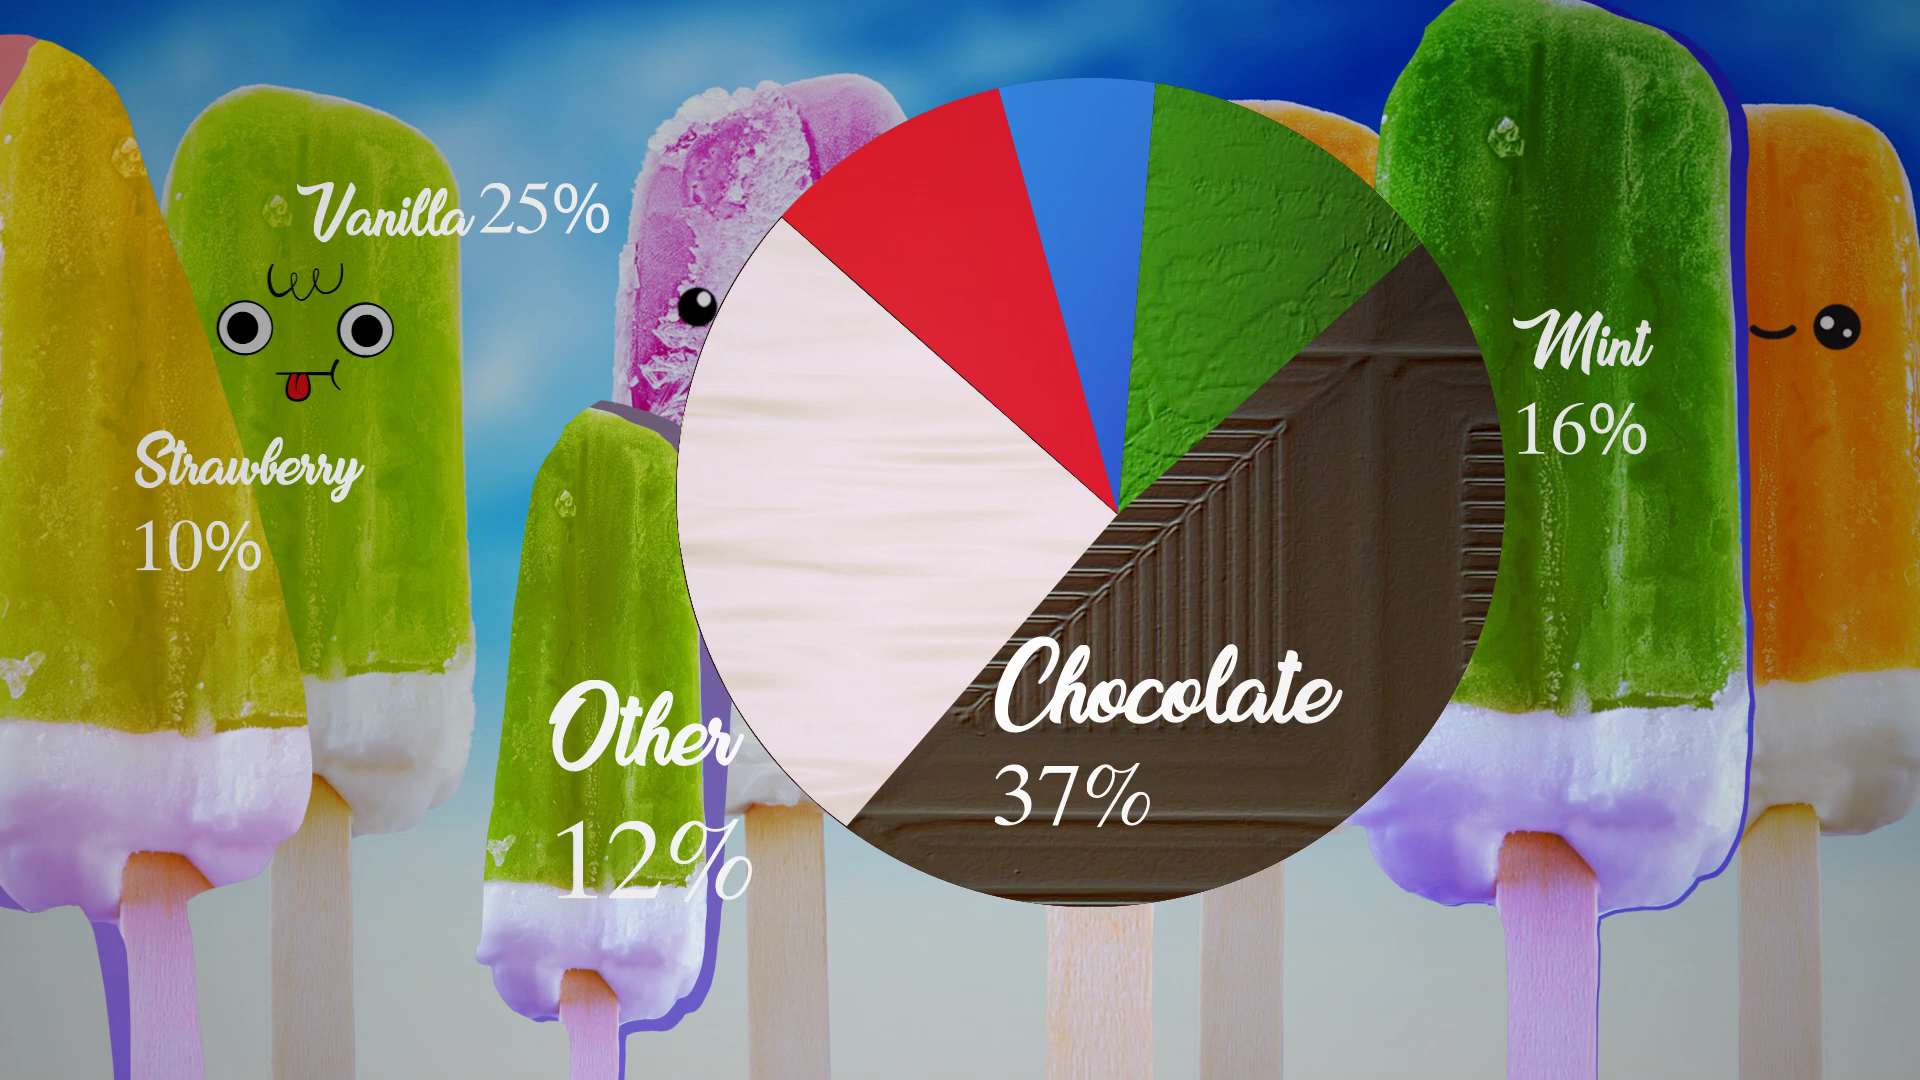 Vanilla 25%
Strawberry
10%
Other
12%
Chocolate
37%
Mint
16%